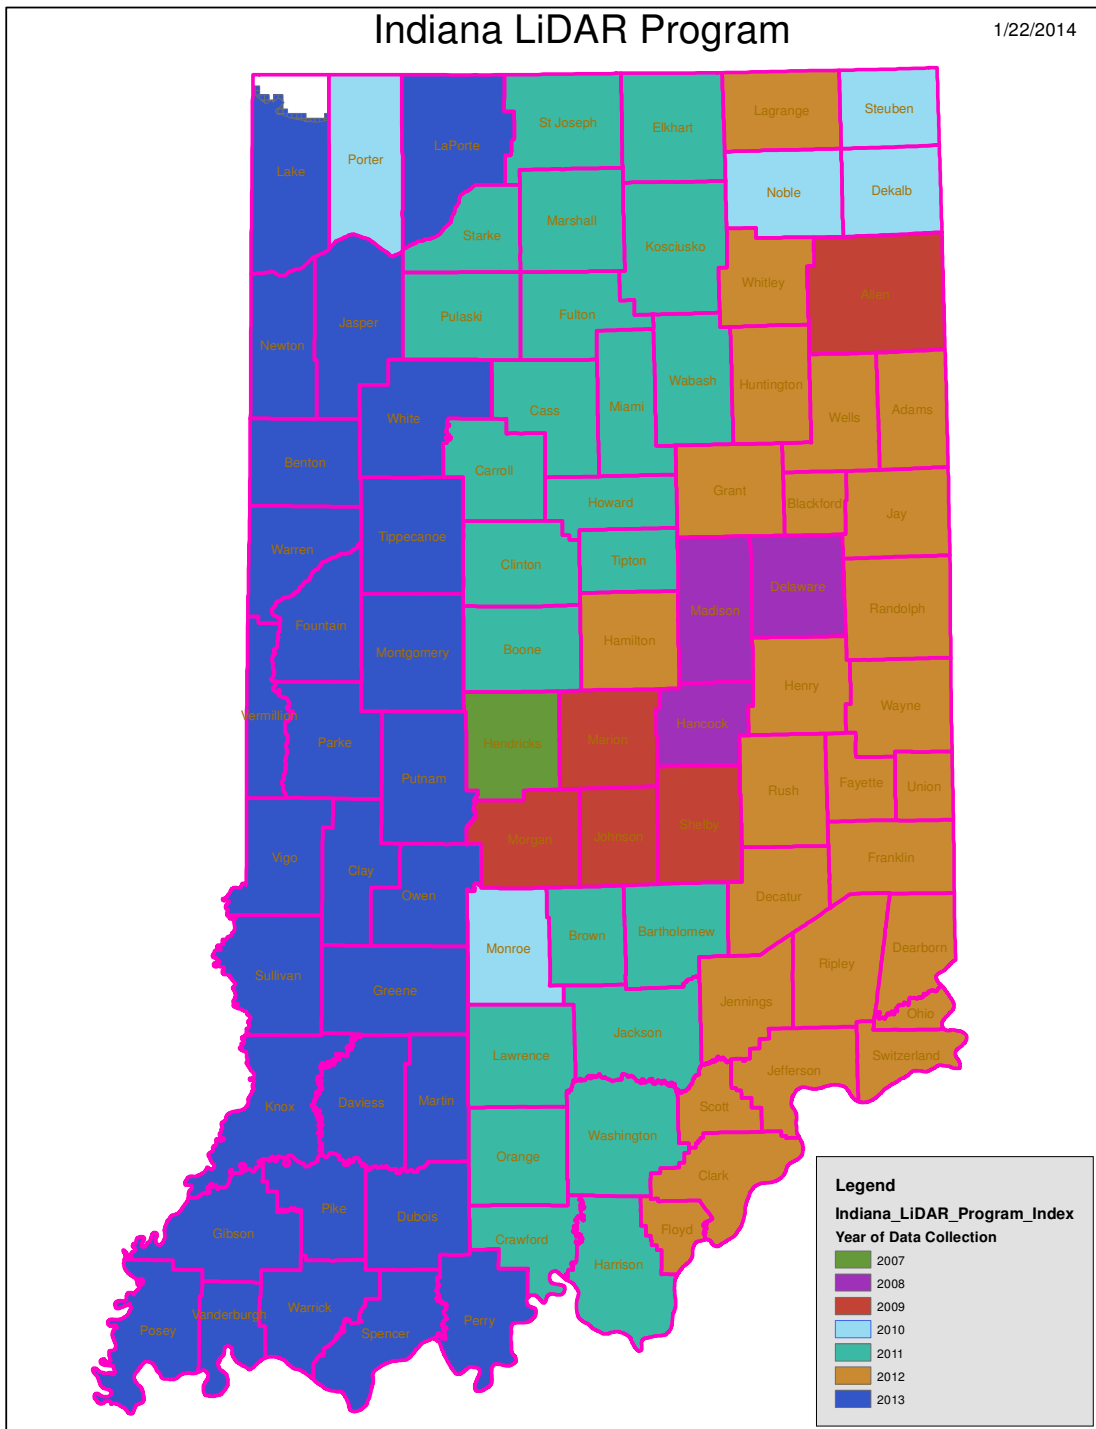 Indiana LiDAR Program
1/22/2014
Lagrange
Steuben
St Joseph
Elkhart
LaPorte
Porter
Lake
Noble
Dekalb
Marshall
Starke
Kosciusko
Whitley
Allen
Pulaski
Fulton
Jasper
Newton
Wabash
Huntington
Miami
Cass
Adams
Wells
White
Benton
Carroll
Grant
Howard
Blackford
Jay
Tippecanoe
Warren
Clinton
Tipton
Delaware
Madison
Randolph
Fountain
Hamilton
Boone
Montgomery
Henry
Wayne
Vermillion
Hancock
Marion
Hendricks
Parke
Putnam
Rush
Fayette
Union
Shelby
Johnson
Morgan
Vigo
Clay
Franklin
Owen
Decatur
Monroe
Brown
Bartholomew
Dearborn
Ripley
Sullivan
Greene
Jennings
Ohio
Jackson
Lawrence
Switzerland
Jefferson
Knox
Daviess
Martin
Scott
Washington
Orange
Clark
Pike
Dubois
Gibson
Crawford
Floyd
Harrison
Warrick
Vanderburgh
Posey
Spencer
Perry
Legend
Indiana_LiDAR_Program_Index
Year of Data Collection
2007
2008
2009
2010
2011
2012
2013